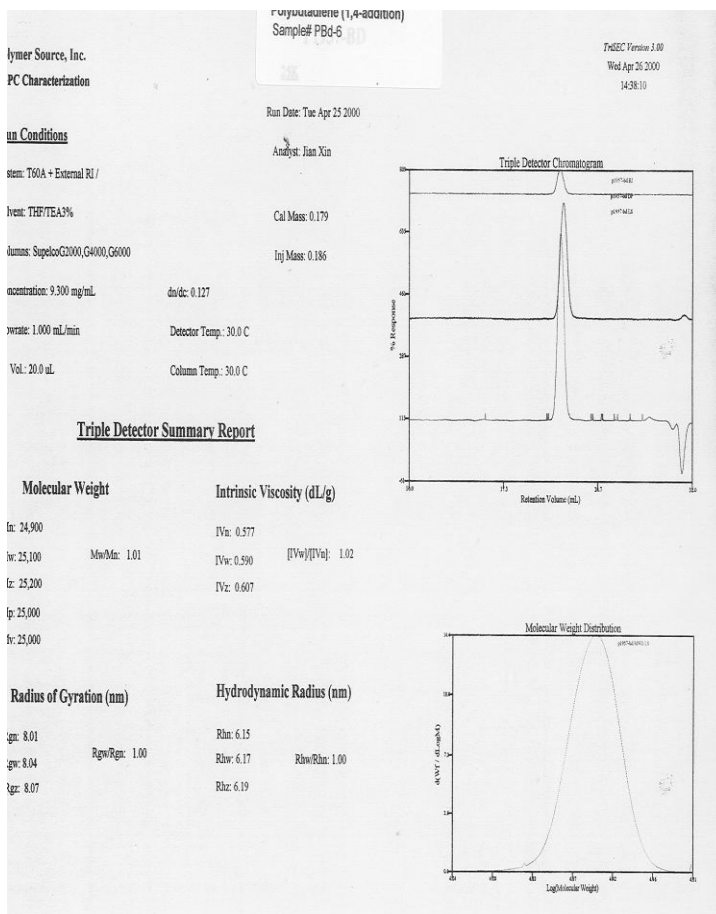 Polybutadiene (1,4-addition)
Sample# PBd-6
lymer Source, Inc.
PC Characterization
TriSEC Version 3.00
Wed Apr 26 2000
14:38:10
Run Date: Tue Apr 25 2000
un Conditions
Analyst: Jian Xin
stem: T60A + External RI /
lvent: THF/TEA3%
Cal Mass: 0.179
lumns: SupelcoG2000,G4000,G6000
Inj Mass: 0.186
ncentration: 9.300 mg/mL
dn/dc: 0.127
owrate: 1.000 mL/min
Detector Temp.: 30.0 C
Vol.: 20.0 uL
Column Temp.: 30.0 C
Triple Detector Chromatogram
% Response
Retention Volume (mL)
Triple Detector Summary Report
Molecular Weight
Intrinsic Viscosity (dL/g)
In: 24,900
IVn: 0.577
Iw: 25,100
Mw/Mn: 1.01
IVw: 0.590
[IVw]/[IVn]: 1.02
Iz: 25,200
IVz: 0.607
Ip: 25,000
Iv: 25,000
Radius of Gyration (nm)
Hydrodynamic Radius (nm)
Rgn: 8.01
Rhn: 6.15
Rgw: 8.04
Rgw/Rgn: 1.00
Rhw: 6.17
Rhw/Rhn: 1.00
Rgz: 8.07
Rhz: 6.19
Molecular Weight Distribution
d(WT / dLogM)
Log(Molecular Weight)